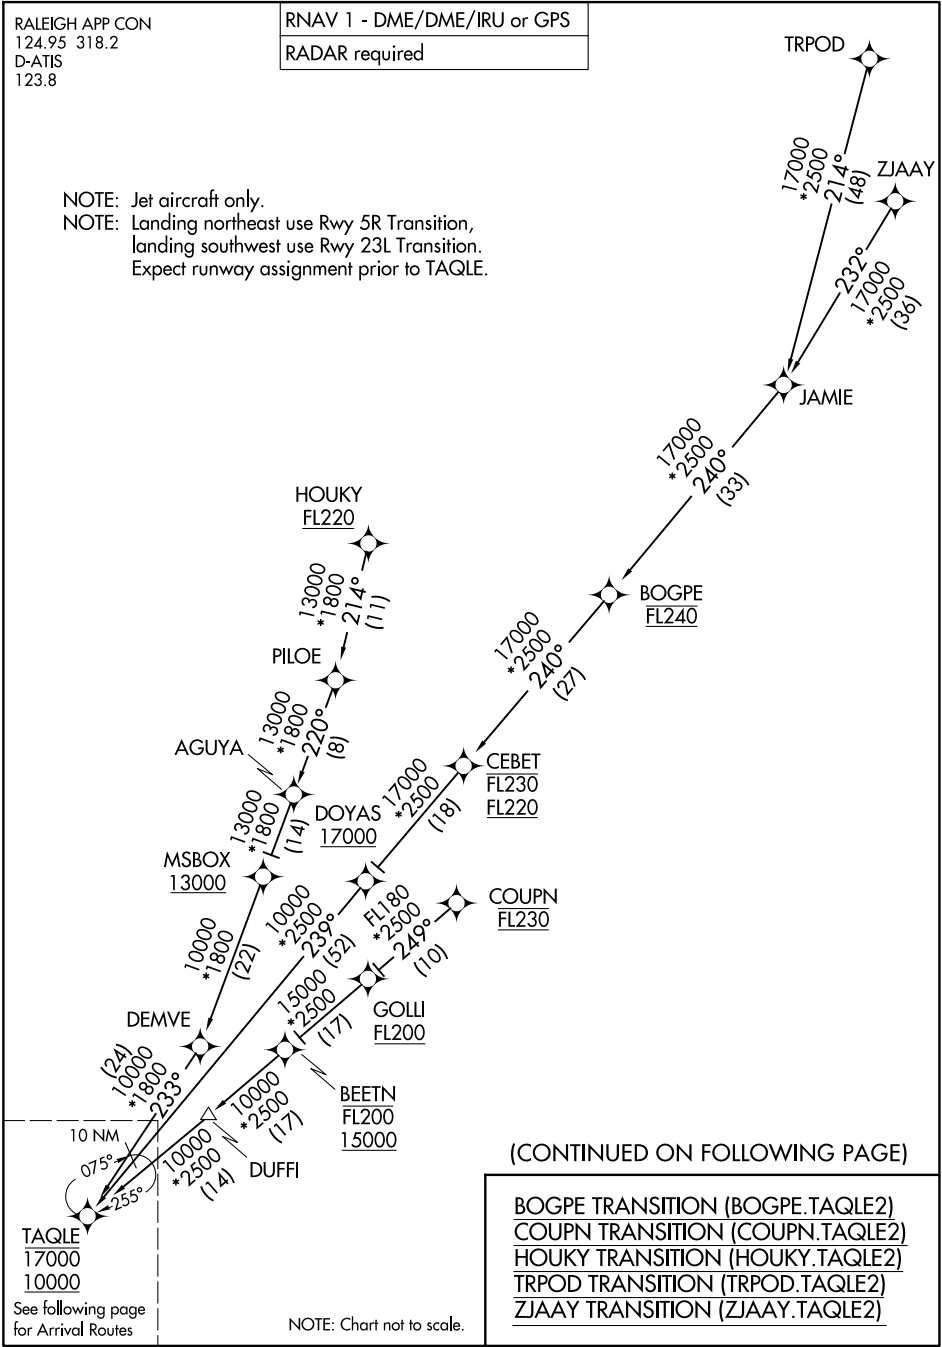 RALEIGH APP CON
124.95 318.2
D-ATIS
123.8
RNAV 1 - DME/DME/IRU or GPS
RADAR required
NOTE: Jet aircraft only.
NOTE: Landing northeast use Rwy 5R Transition,
landing southwest use Rwy 23L Transition.
Expect runway assignment prior to TAQLE.
TRPOD
17000
*2500
214°
(48)
ZJAAY
232°
17000
*2500
(36)
JAMIE
17000
*2500
240°
(33)
HOUKY
FL220
13000
*1800
214°
(11)
BOGPE
FL240
17000
*2500
240°
(27)
PILOE
13000
*1800
220°
(8)
AGUYA
CEBET
FL230
FL220
17000
*2500
(18)
13000
*1800
(14)
DOYAS
17000
MSBOX
13000
COUPN
FL230
FL180
*2500
249°
(10)
10000
*2500
239°
(52)
10000
*1800
(22)
GOLLI
FL200
15000
*2500
(17)
DEMVE
(24)
10000
*1800
233°
BEETN
FL200
15000
10000
*2500
(17)
DUFFI
10000
*2500
(14)
10 NM
075°
255°
TAQLE
17000
10000
See following page
for Arrival Routes
NOTE: Chart not to scale.
(CONTINUED ON FOLLOWING PAGE)
BOGPE TRANSITION (BOGPE.TAQLE2)
COUPN TRANSITION (COUPN.TAQLE2)
HOUKY TRANSITION (HOUKY.TAQLE2)
TRPOD TRANSITION (TRPOD.TAQLE2)
ZJAAY TRANSITION (ZJAAY.TAQLE2)